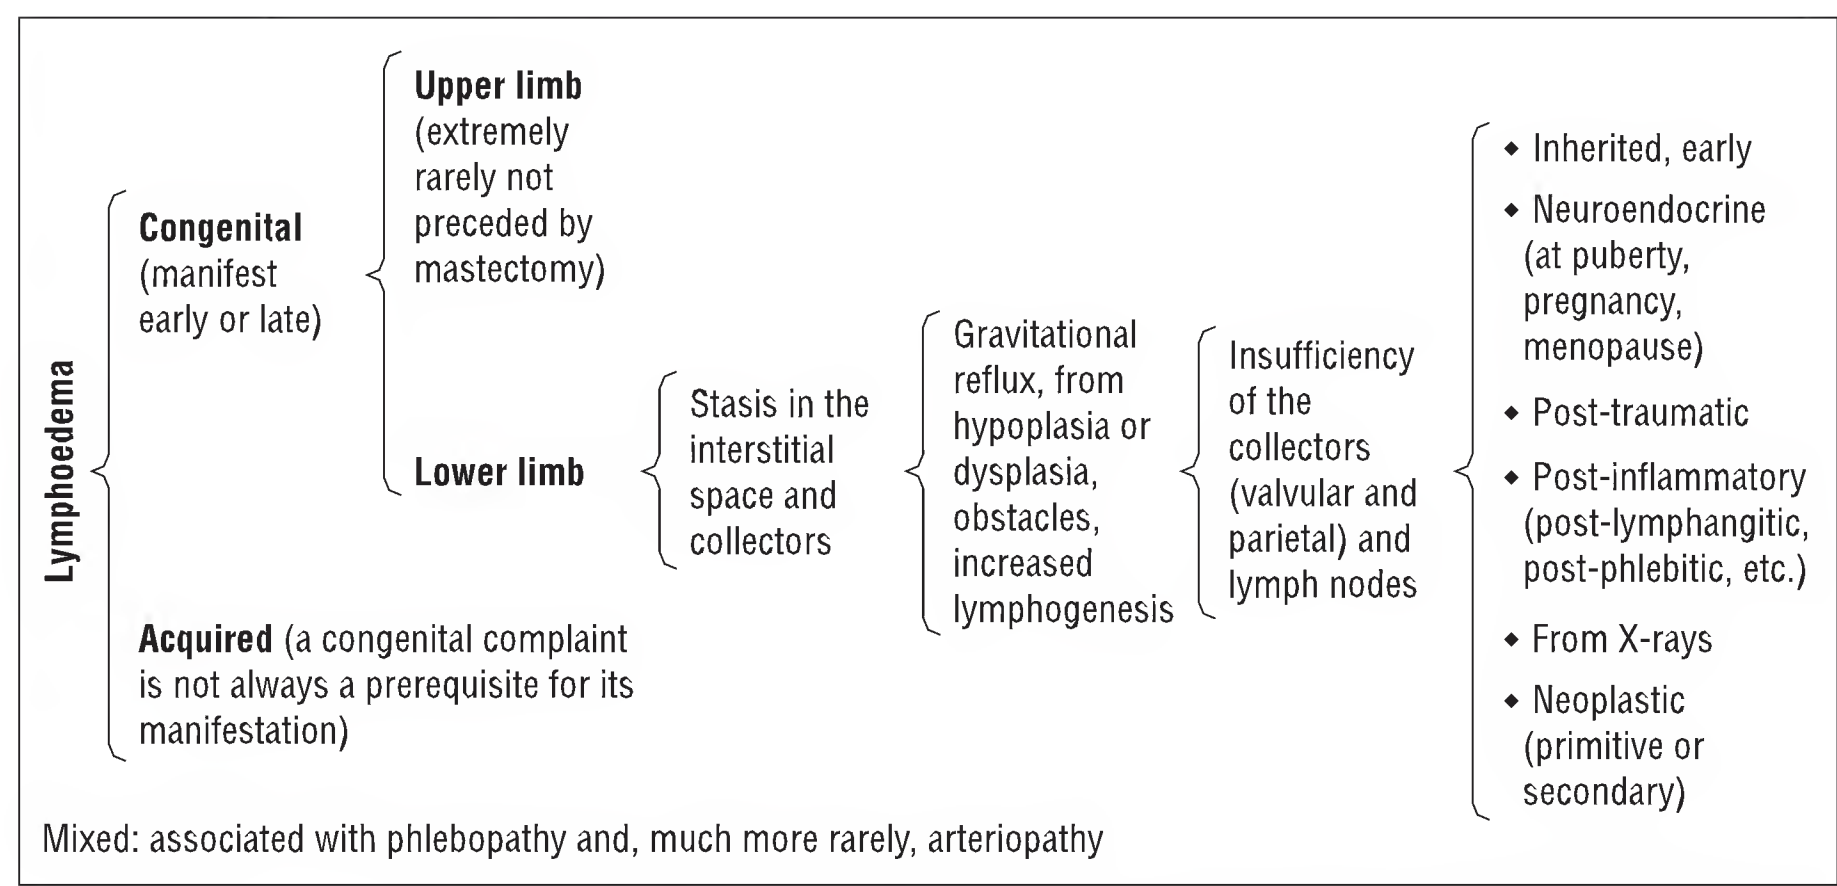 Lymphoedema
Congenital
(manifest
early or late)
Upper limb
(extremely
rarely not
preceded by
mastectomy)
Lower limb
Stasis in the
interstitial
space and
collectors
Gravitational
reflux, from
hypoplasia or
dysplasia,
obstacles,
increased
lymphogenesis
Insufficiency
of the
collectors
(valvular and
parietal) and
lymph nodes
◆ Inherited, early
◆ Neuroendocrine
(at puberty,
pregnancy,
menopause)
◆ Post-traumatic
◆ Post-inflammatory
(post-lymphangitic,
post-phlebitic, etc.)
◆ From X-rays
◆ Neoplastic
(primitive or
secondary)
Acquired (a congenital complaint
is not always a prerequisite for its
manifestation)
Mixed: associated with phlebopathy and, much more rarely, arteriopathy